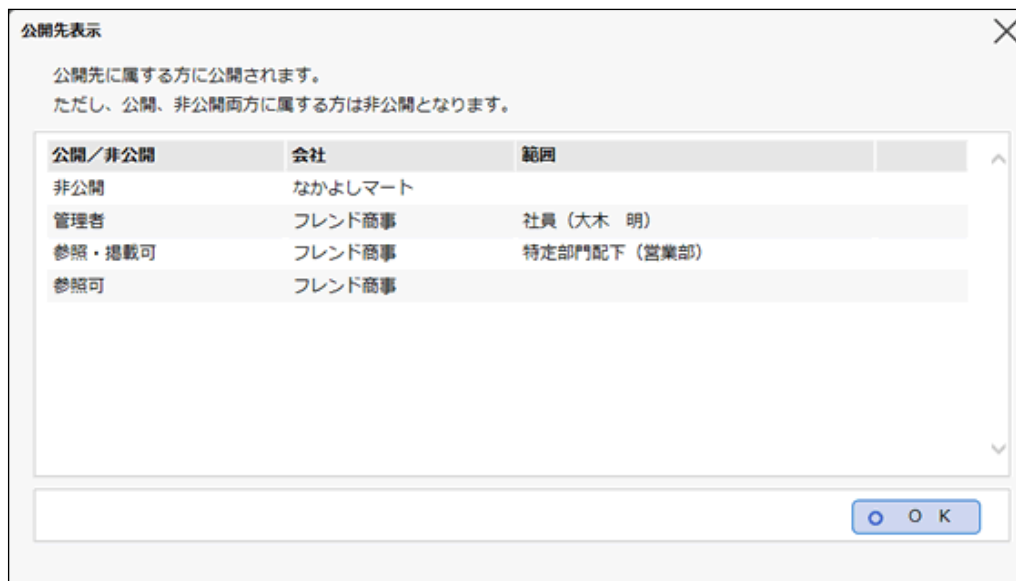 公開先表示
公開先に属する方に公開されます。
ただし、公開、非公開両方に属する方は非公開となります。
公開／非公開 会社 範囲
非公開 なかよしマート
管理者 フレンド商事 社員（大木　明）
参照・掲載可 フレンド商事 特定部門配下（営業部）
参照可 フレンド商事
ＯＫ